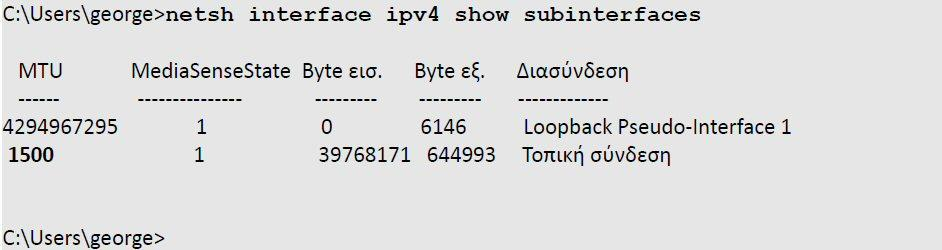 C:\Users\george>netsh interface ipv4 show subinterfaces
MTU MediaSenseState Byte εισ. Byte εξ. Διασύνδεση
------ --------------- --------- --------- -------------
4294967295 1 0 6146 Loopback Pseudo-Interface 1
1500 1 39768171 644993 Τοπική σύνδεση
C:\Users\george>